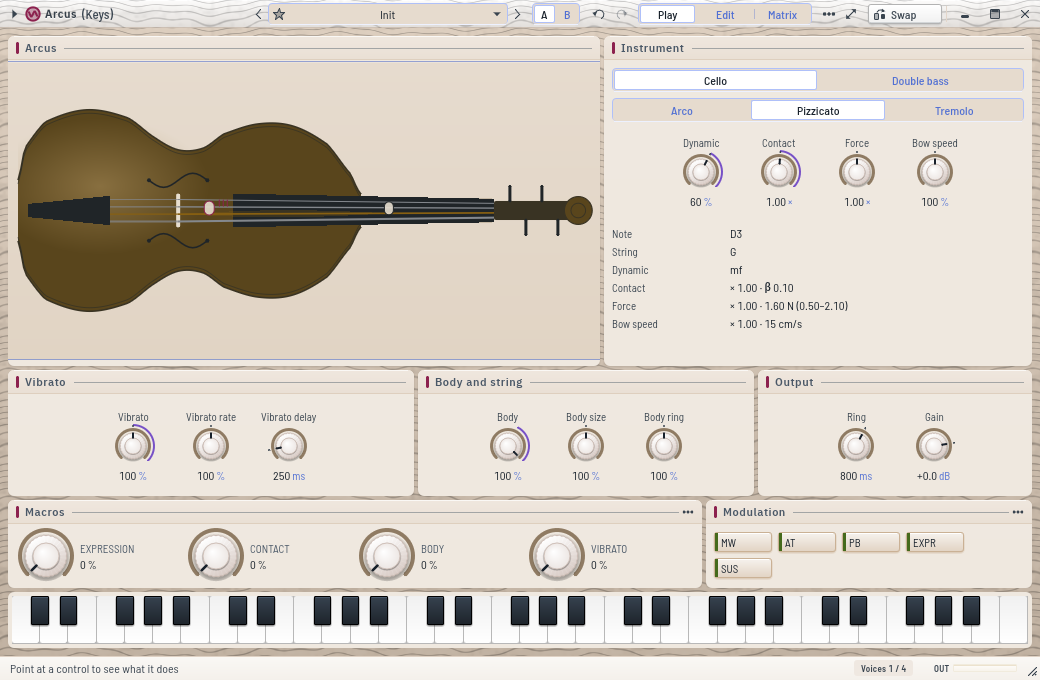 Arcus (Keys)
Init
A B
Play Edit Matrix
Swap
Arcus
Instrument
Cello Double bass
Arco Pizzicato Tremolo
Dynamic Contact Force Bow speed
60 % 1.00 × 1.00 × 100 %
Note D3
String G
Dynamic mf
Contact × 1.00 · β 0.10
Force × 1.00 · 1.60 N (0.50–2.10)
Bow speed × 1.00 · 15 cm/s
Vibrato
Vibrato Vibrato rate Vibrato delay
100 % 100 % 250 ms
Body and string
Body Body size Body ring
100 % 100 % 100 %
Output
Ring Gain
800 ms +0.0 dB
Macros
EXPRESSION
0 %
CONTACT
0 %
BODY
0 %
VIBRATO
0 %
Modulation
MW AT PB EXPR
SUS
Point at a control to see what it does
Voices 1 / 4
OUT